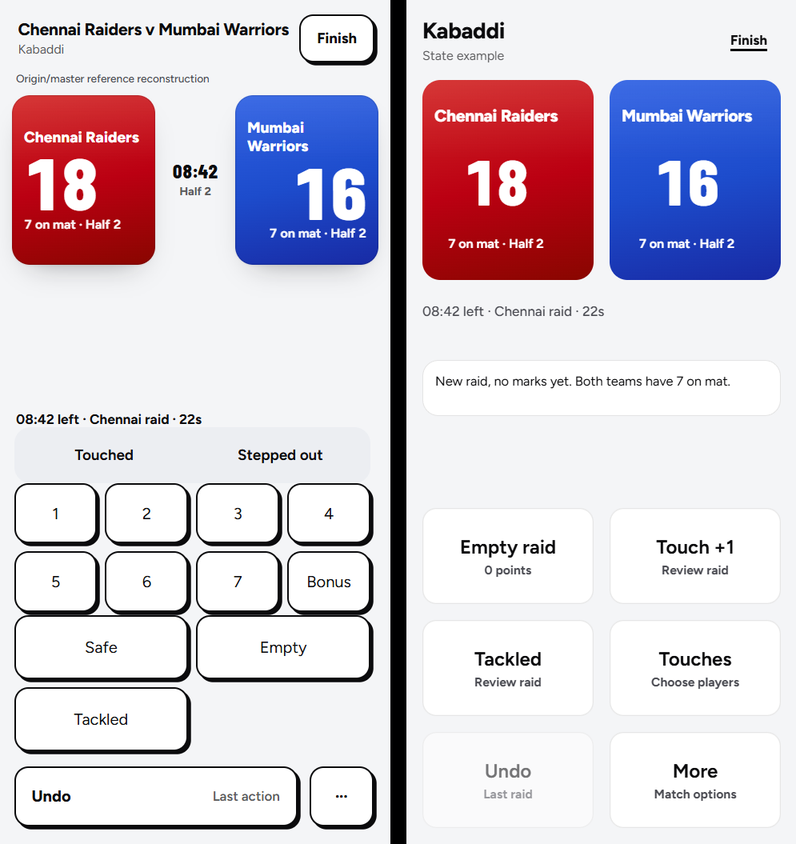 Chennai Raiders v Mumbai Warriors
Kabaddi
Finish
Origin/master reference reconstruction
Chennai Raiders
18
7 on mat · Half 2
08:42
Half 2
Mumbai
Warriors
16
7 on mat · Half 2
08:42 left · Chennai raid · 22s
Touched
Stepped out
1
2
3
4
5
6
7
Bonus
Safe
Empty
Tackled
Undo
Last action
···
Kabaddi
State example
Finish
Chennai Raiders
18
7 on mat · Half 2
Mumbai Warriors
16
7 on mat · Half 2
08:42 left · Chennai raid · 22s
New raid, no marks yet. Both teams have 7 on mat.
Empty raid
0 points
Touch +1
Review raid
Tackled
Review raid
Touches
Choose players
Undo
Last raid
More
Match options